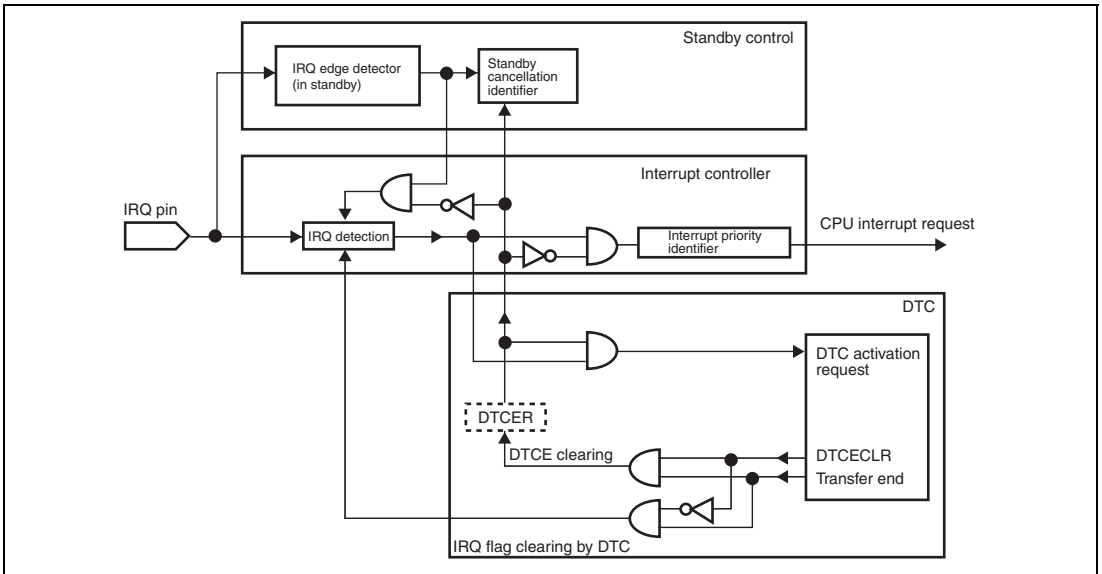 Standby control
IRQ edge detector
(in standby)
Standby
cancellation
identifier
Interrupt controller
IRQ pin
IRQ detection
Interrupt priority
identifier
CPU interrupt request
DTC
DTC activation
request
DTCER
DTCE clearing
DTCECLR
Transfer end
IRQ flag clearing by DTC